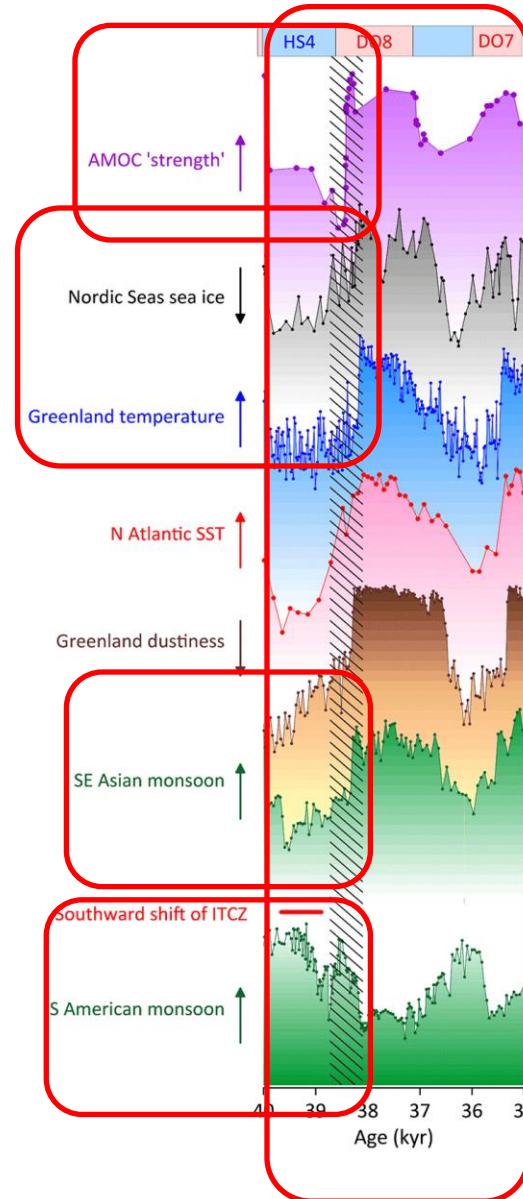 HS4 DO8 DO7
AMOC 'strength'
Nordic Seas sea ice
Greenland temperature
N Atlantic SST
Greenland dustiness
SE Asian monsoon
Southward shift of ITCZ
S American monsoon
40 39 38 37 36 3
Age (kyr)